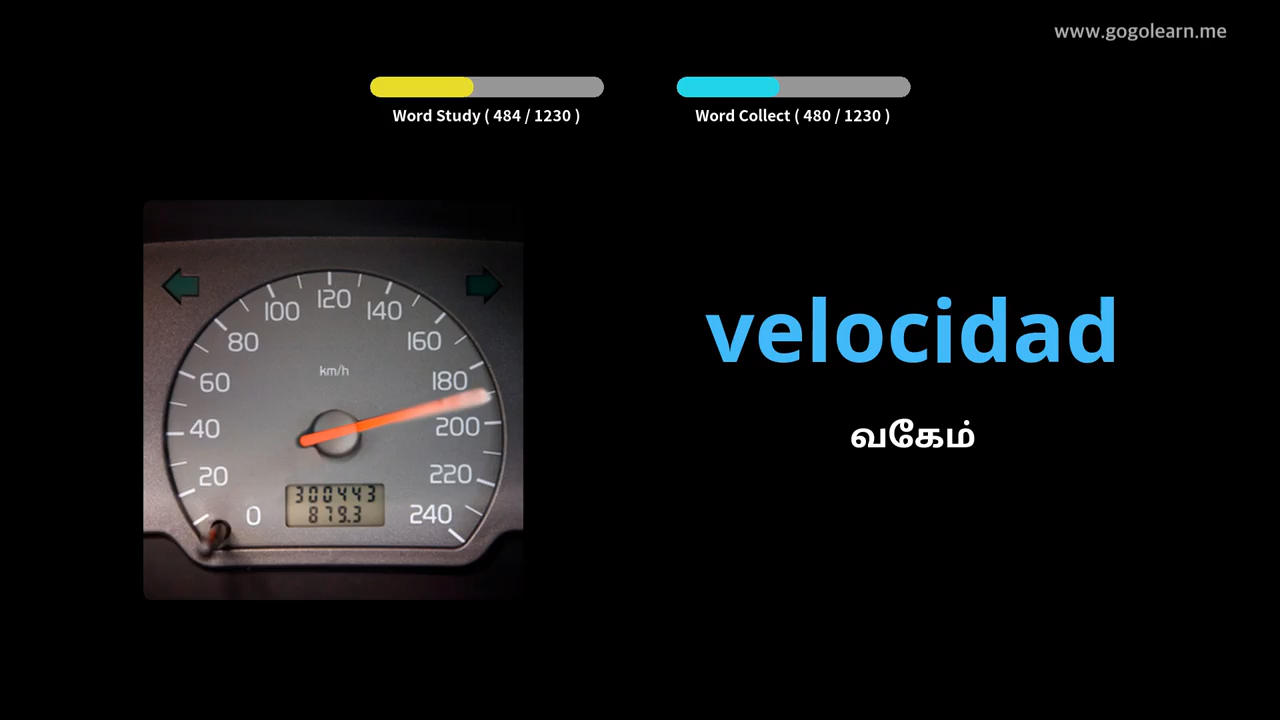 www.gogolearn.me
Word Study ( 484 / 1230 )
Word Collect ( 480 / 1230 )
120
100
140
80
160
km/h
60
180
40
200
20
220
300443
0
879.3
240
velocidad
வகேம்